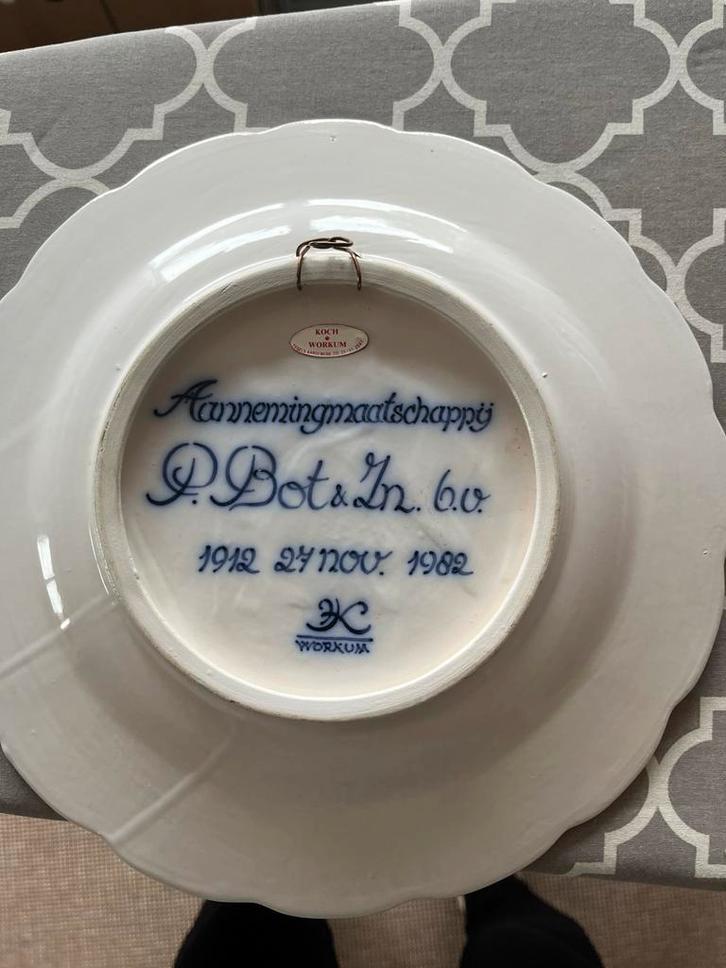 KOCH
WORKUM
Aannemingmaatschappij
P. Bot & Zn. b.v.
1912 27 nov. 1982
WORKUM